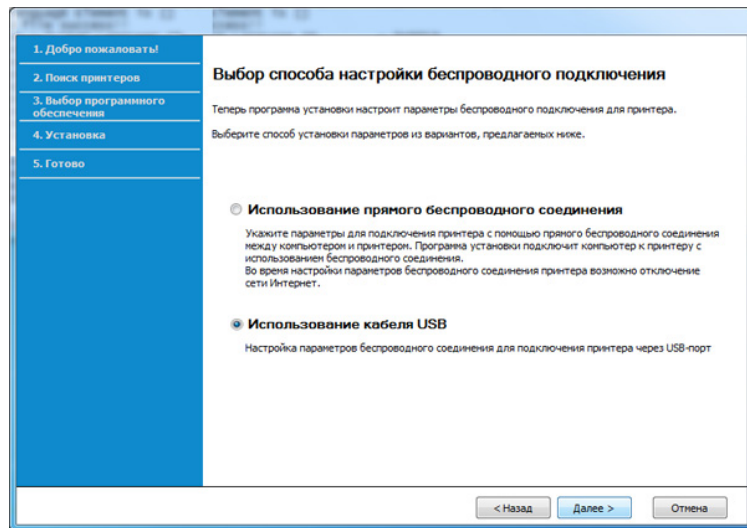 1. Добро пожаловать!
2. Поиск принтеров
3. Выбор программного
обеспечения
4. Установка
5. Готово
Выбор способа настройки беспроводного подключения
Теперь программа установки настроит параметры беспроводного подключения для принтера.
Выберите способ установки параметров из вариантов, предлагаемых ниже.
Использование прямого беспроводного соединения
Укажите параметры для подключения принтера с помощью прямого беспроводного соединения
между компьютером и принтером. Программа установки подключит компьютер к принтеру с
использованием беспроводного соединения.
Во время настройки параметров беспроводного соединения принтера возможно отключение
сети Интернет.
Использование кабеля USB
Настройка параметров беспроводного соединения для подключения принтера через USB-порт
< Назад
Далее >
Отмена